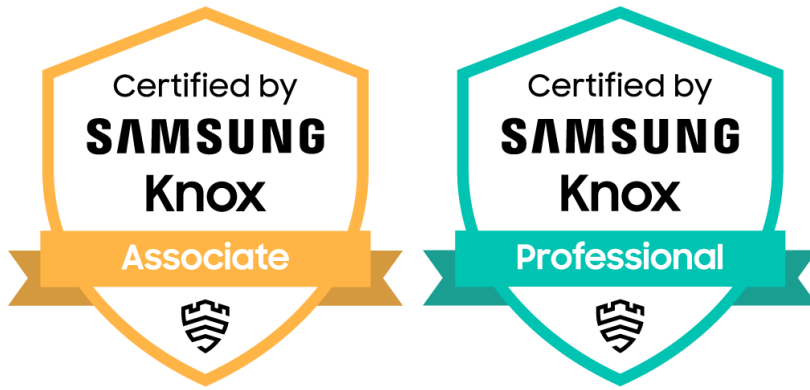 Certified by
SAMSUNG
Knox
Associate
Certified by
SAMSUNG
Knox
Professional